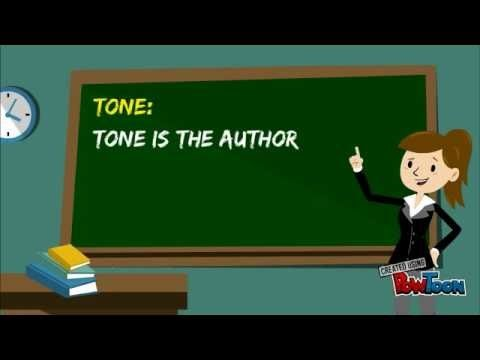 TONE:
TONE IS THE AUTHOR
CREATED USING
POWTOON